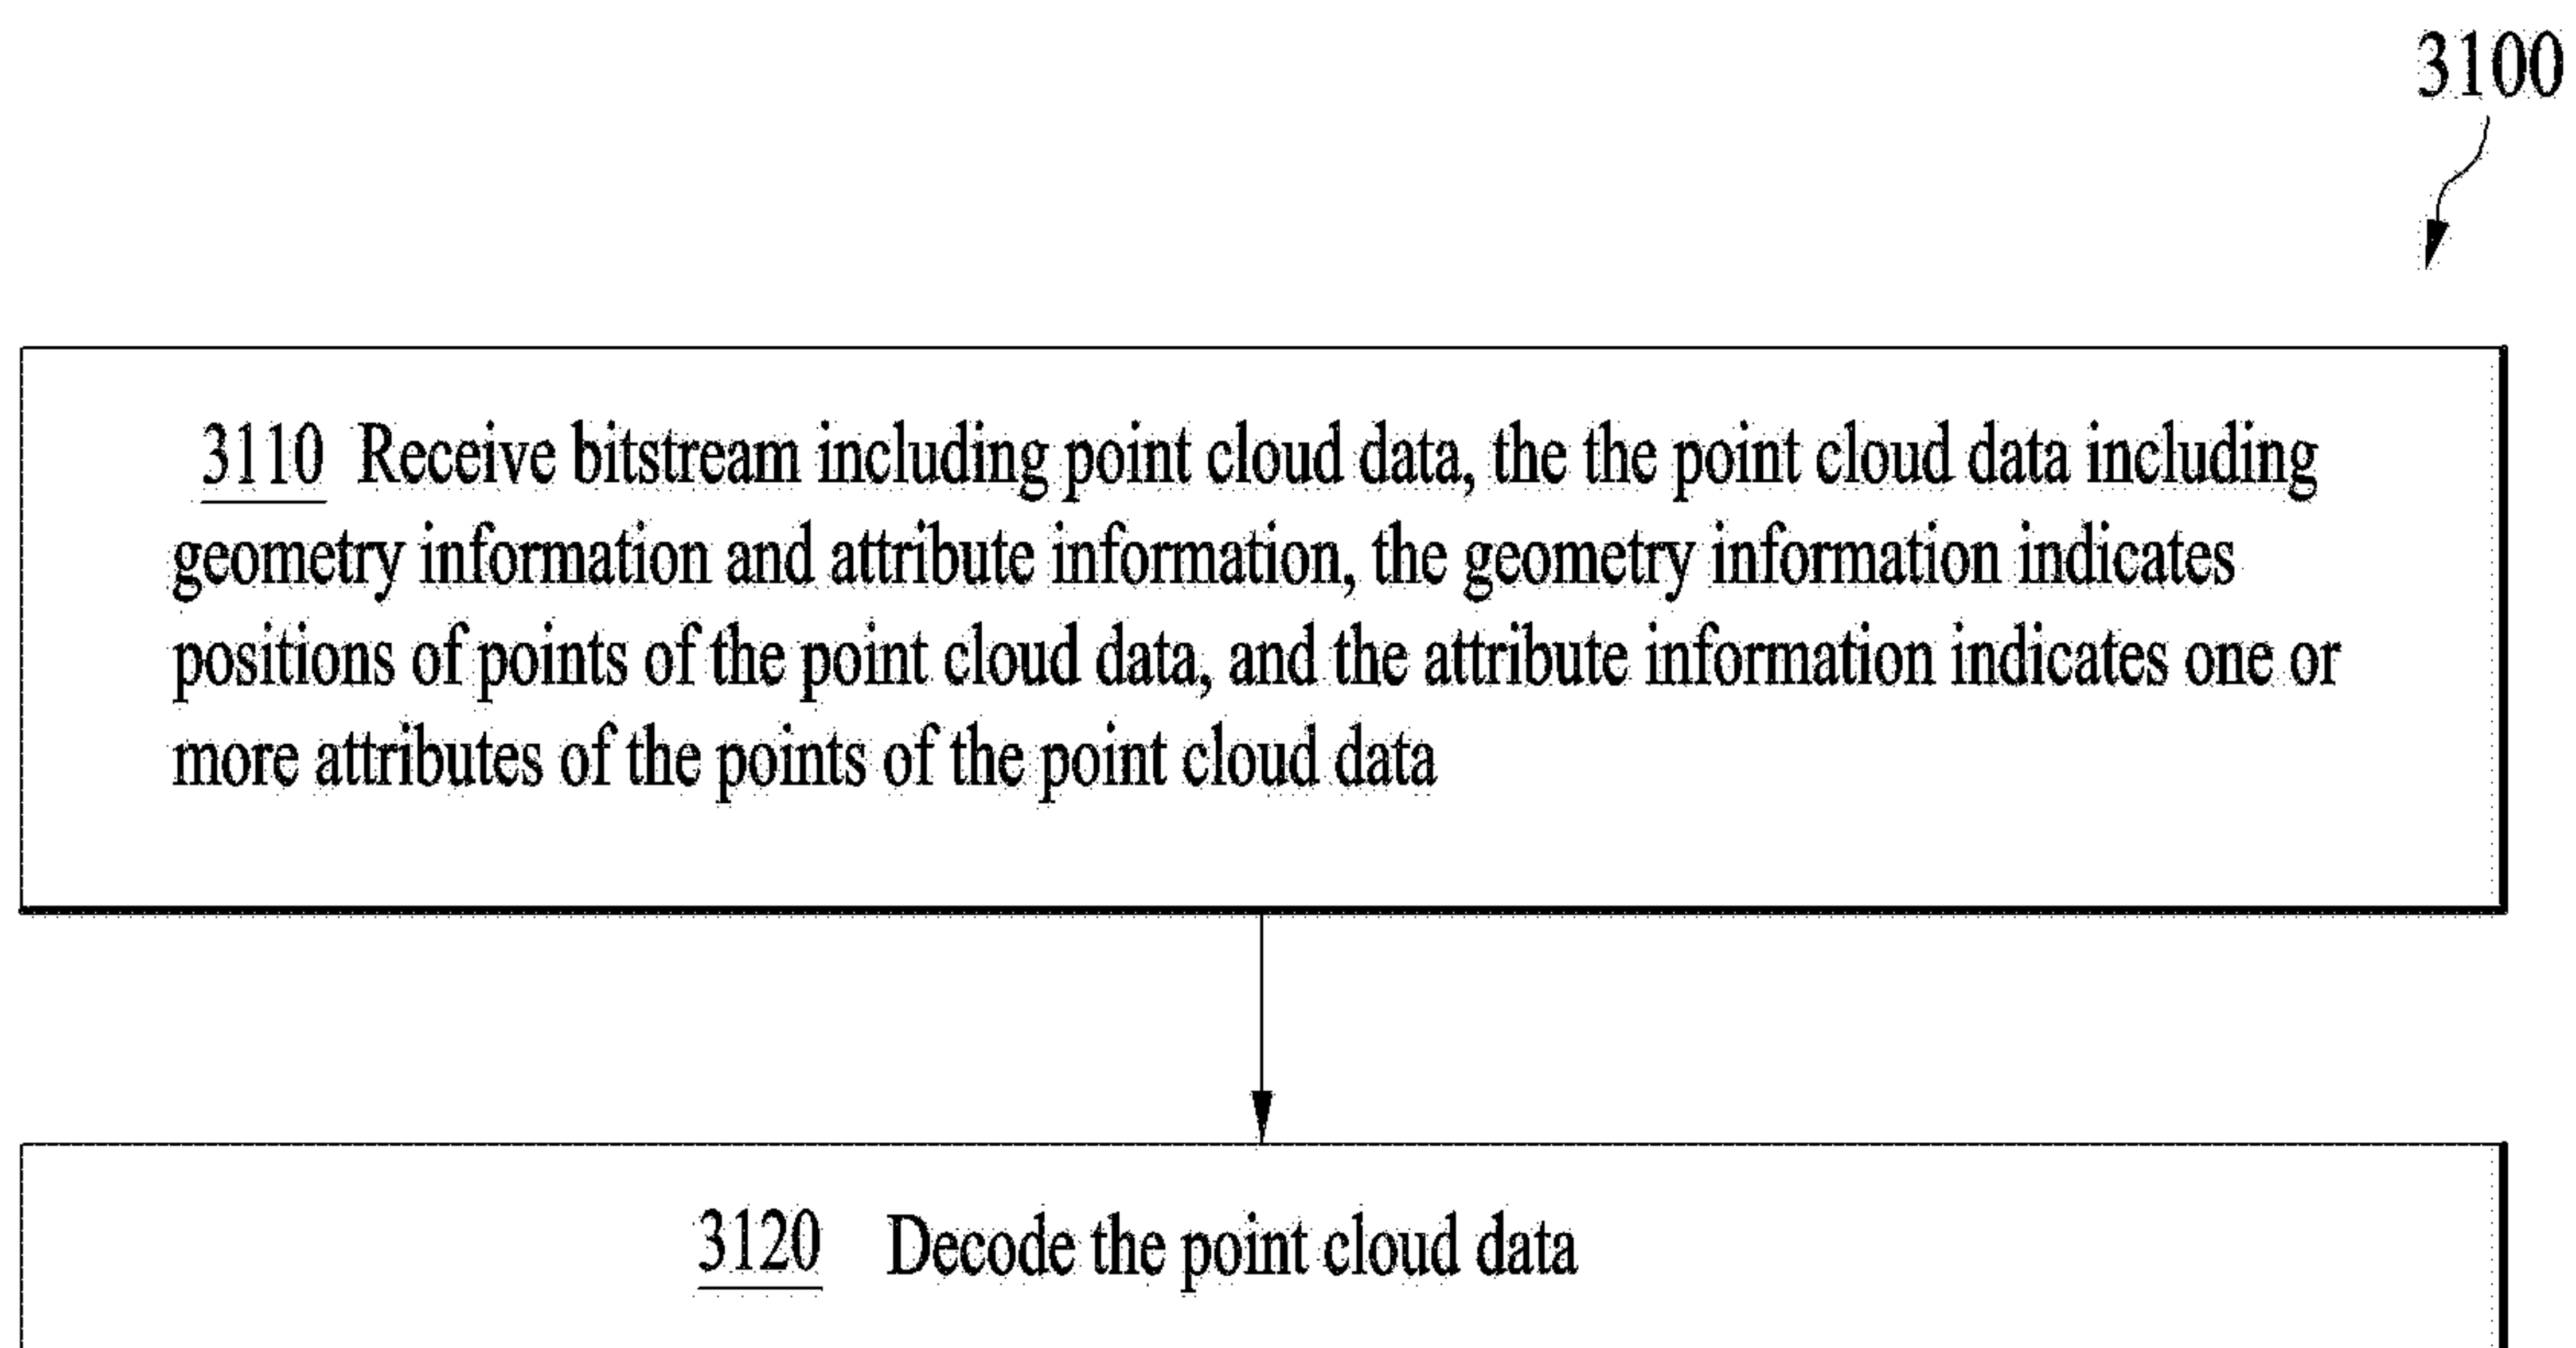 3100
3110 Receive bitstream including point cloud data, the the point cloud data including
geometry information and attribute information, the geometry information indicates
positions of points of the point cloud data, and the attribute information indicates one or
more attributes of the points of the point cloud data
3120 Decode the point cloud data